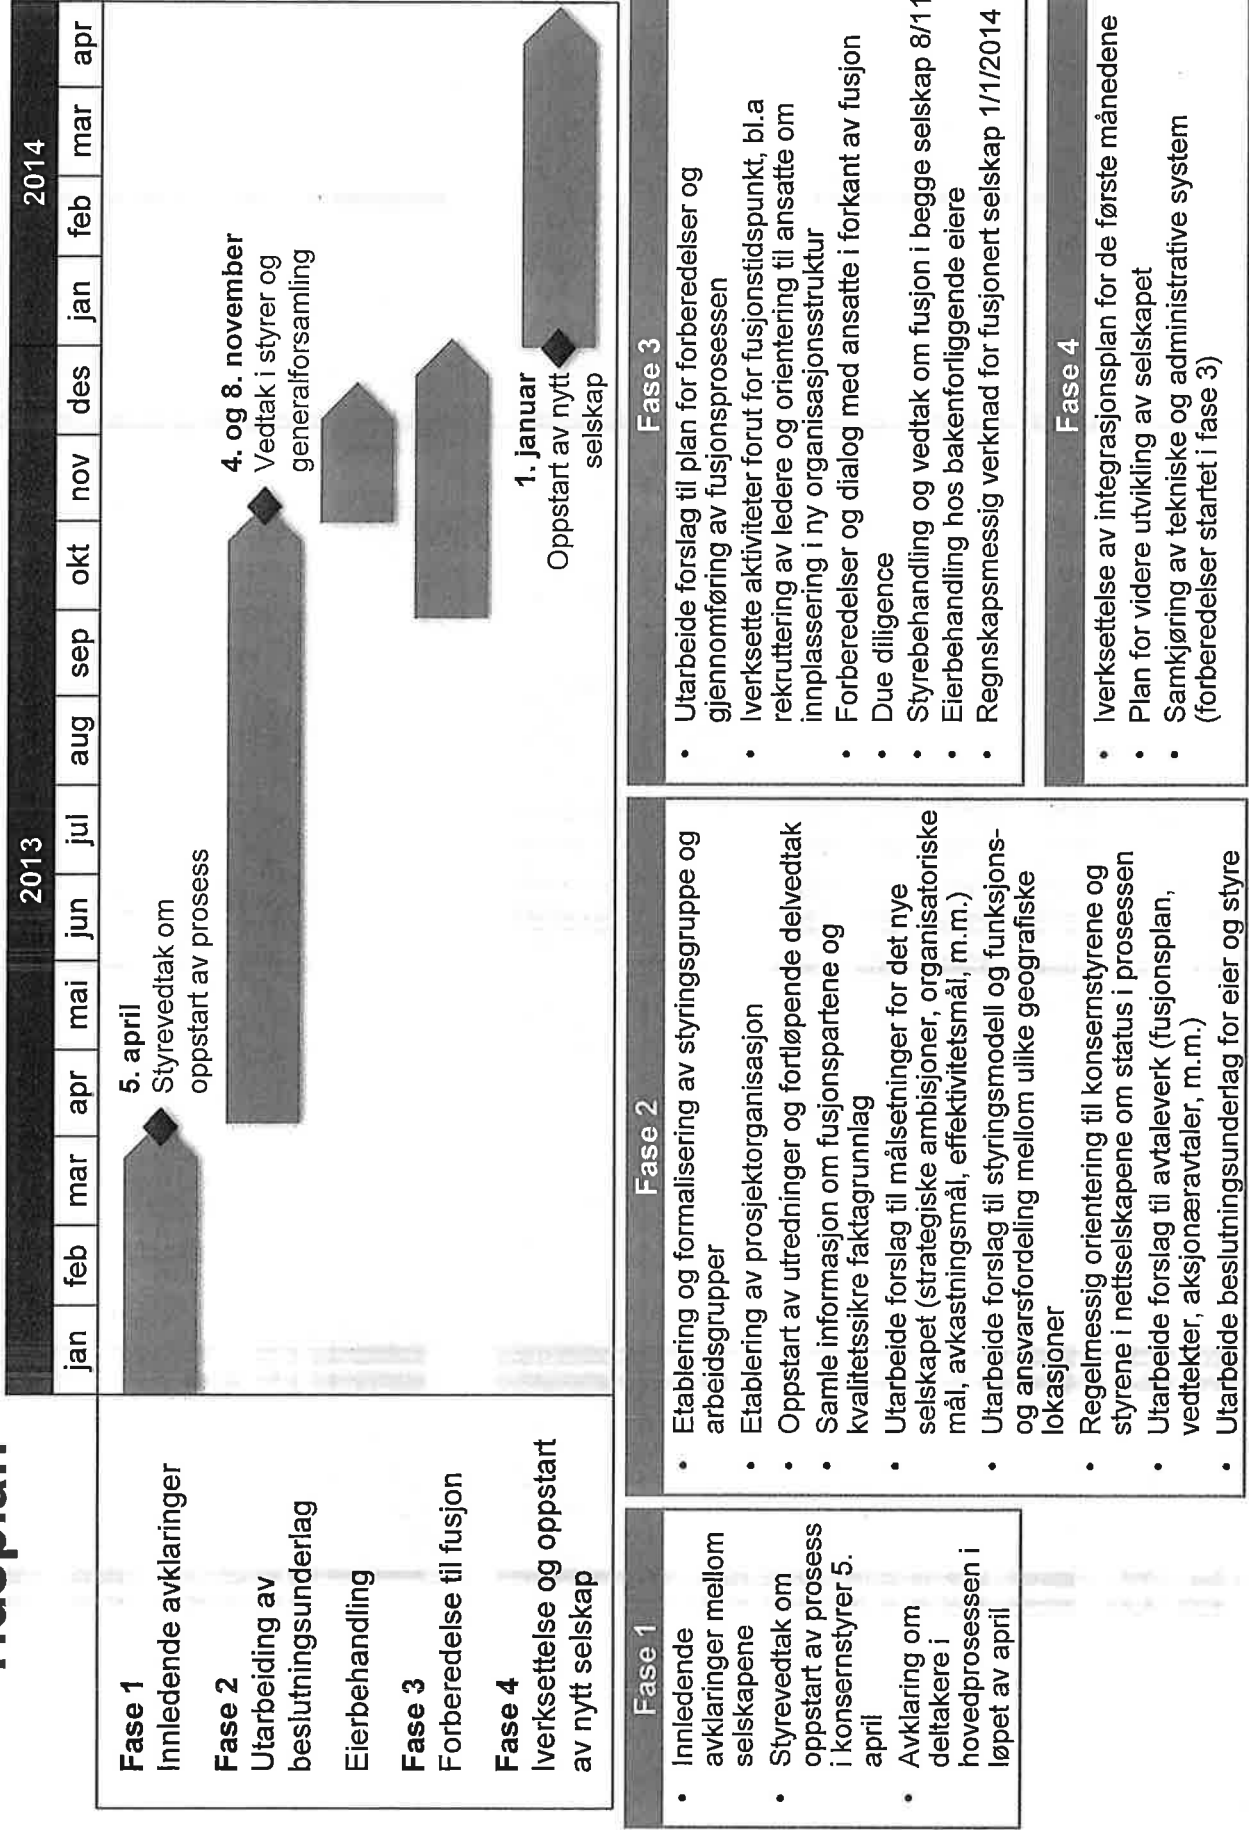 Tidsplan
2013
2014
jan feb mar apr mai jun jul aug sep okt nov des jan feb mar apr
Fase 1
Innledende avklaringer
5. april
Styrevedtak om
oppstart av prosess
Fase 2
Utarbeiding av
beslutningsunderlag
4. og 8. november
Vedtak i styrer og
generalforsamling
Eierbehandling
Fase 3
Forberedelse til fusjon
Fase 4
Iverksettelse og oppstart
av nytt selskap
1. januar
Oppstart av nytt
selskap
Fase 1
• Innledende
avklaringer mellom
selskapene
• Styrevedtak om
oppstart av prosess
i konsernstyrer 5.
april
• Avklaring om
deltakere i
hovedprosessen i
løpet av april
Fase 2
• Etablering og formalisering av styringsgruppe og
arbeidsgrupper
• Etablering av prosjektorganisasjon
• Oppstart av utredninger og fortløpende delvedtak
• Samle informasjon om fusjonspartene og
kvalitetssikre faktagrunnlag
• Utarbeide forslag til målsetninger for det nye
selskapet (strategiske ambisjoner, organisatoriske
mål, avkastningsmål, effektivitetsmål, m.m.)
• Utarbeide forslag til styringsmodell og funksjons-
og ansvarsfordeling mellom ulike geografiske
lokasjoner
• Regelmessig orientering til konsernstyrene og
styrene i nettselskapene om status i prosessen
• Utarbeide forslag til avtaleverk (fusjonsplan,
vedtekter, aksjonæravtaler, m.m.)
• Utarbeide beslutningsunderlag for eier og styre
Fase 3
• Utarbeide forslag til plan for forberedelser og
gjennomføring av fusjonsprosessen
• Iverksette aktiviteter forut for fusjonstidspunkt, bl.a
rekruttering av ledere og orientering til ansatte om
innplassering i ny organisasjonsstruktur
• Forberedelser og dialog med ansatte i forkant av fusjon
• Due diligence
• Styrebehandling og vedtak om fusjon i begge selskap 8/11
• Eierbehandling hos bakenforliggende eiere
• Regnskapsmessig verknad for fusjonert selskap 1/1/2014
Fase 4
• Iverksettelse av integrasjonsplan for de første månedene
• Plan for videre utvikling av selskapet
• Samkjøring av tekniske og administrative system
(forberedelser startet i fase 3)